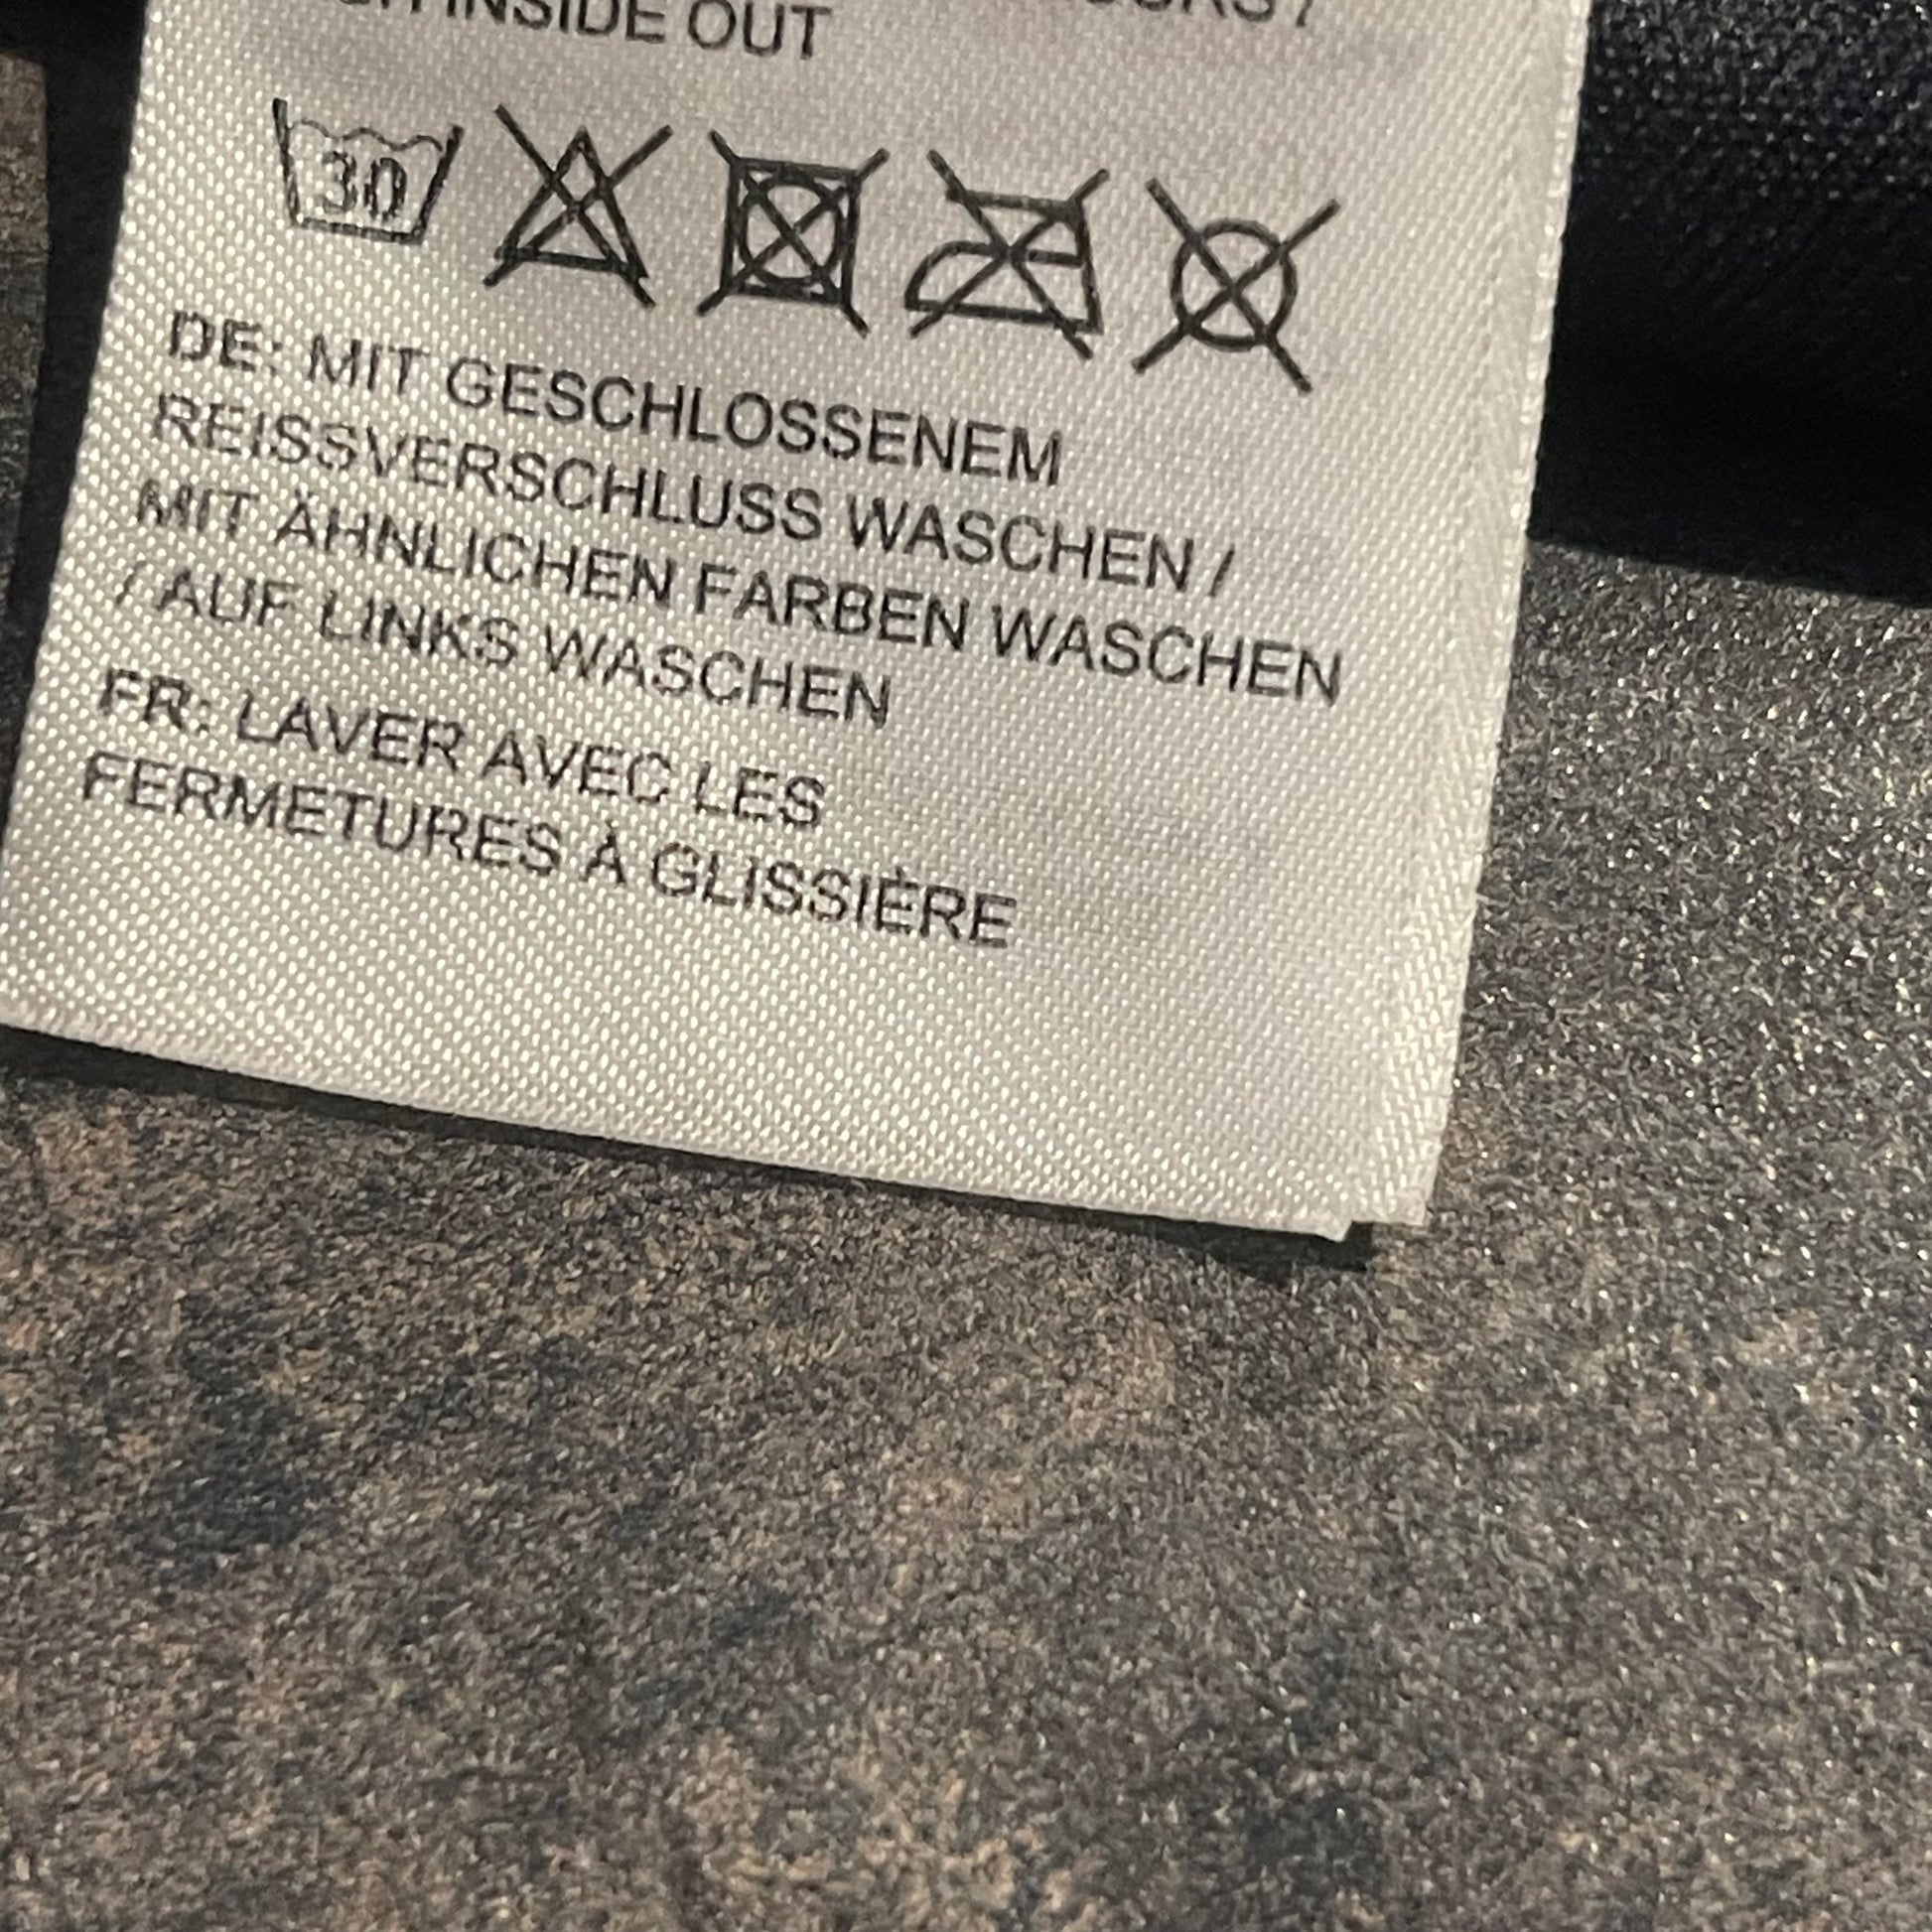 INSIDE OUT
30
DE: MIT GESCHLOSSENEM
REISSVERSCHLUSS WASCHEN /
MIT ÄHNLICHEN FARBEN WASCHEN
/ AUF LINKS WASCHEN
FR: LAVER AVEC LES
FERMETURES À GLISSIÈRE